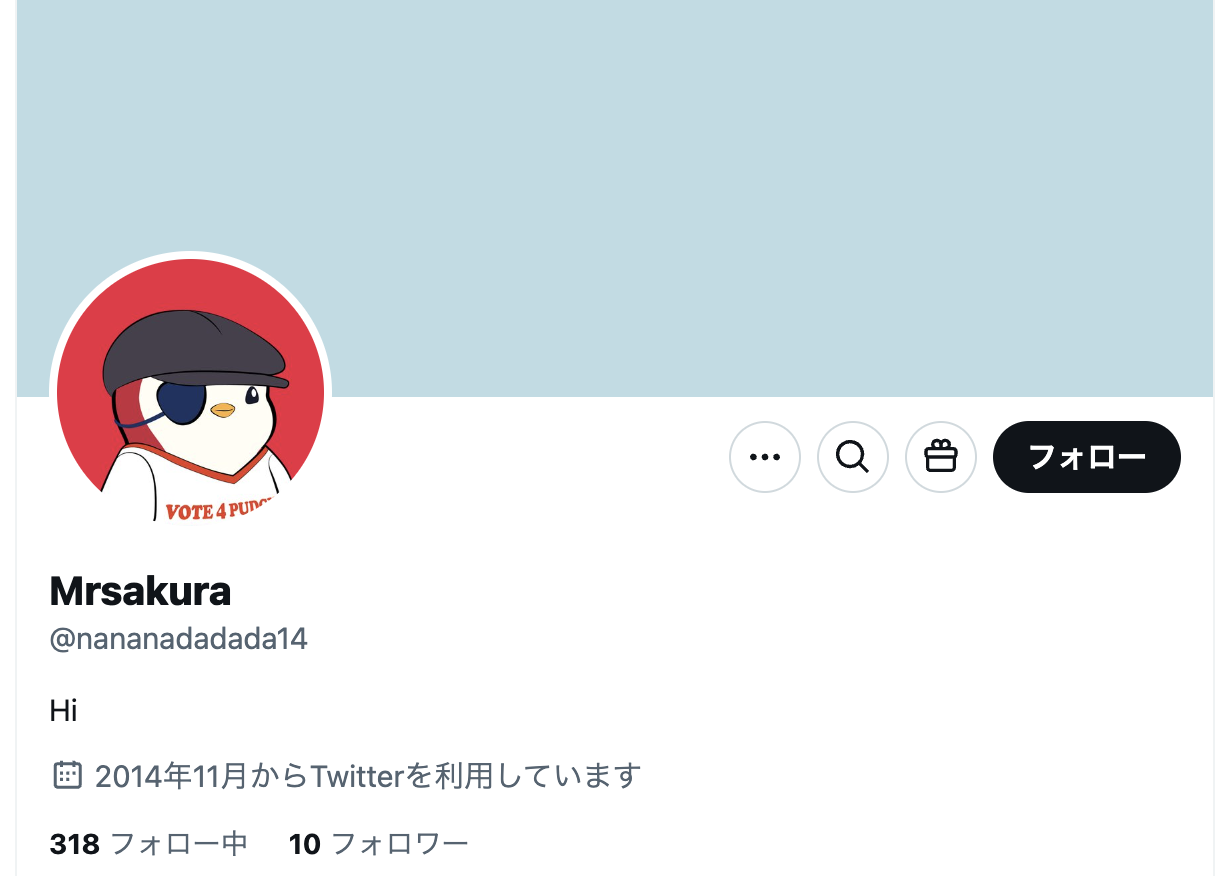 VOTE 4 PUDG
フォロー
Mrsakura
@nananadadada14
Hi
2014年11月からTwitterを利用しています
318 フォロー中 10 フォロワー